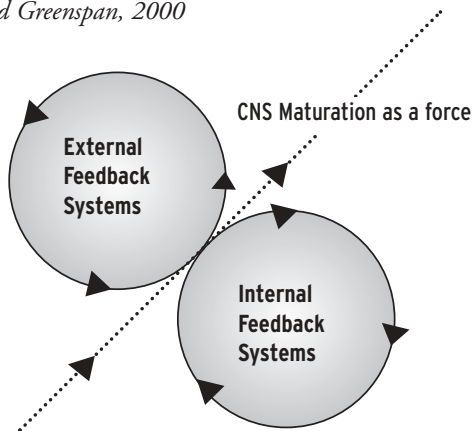 d Greenspan, 2000
CNS Maturation as a force
External
Feedback
Systems
Internal
Feedback
Systems